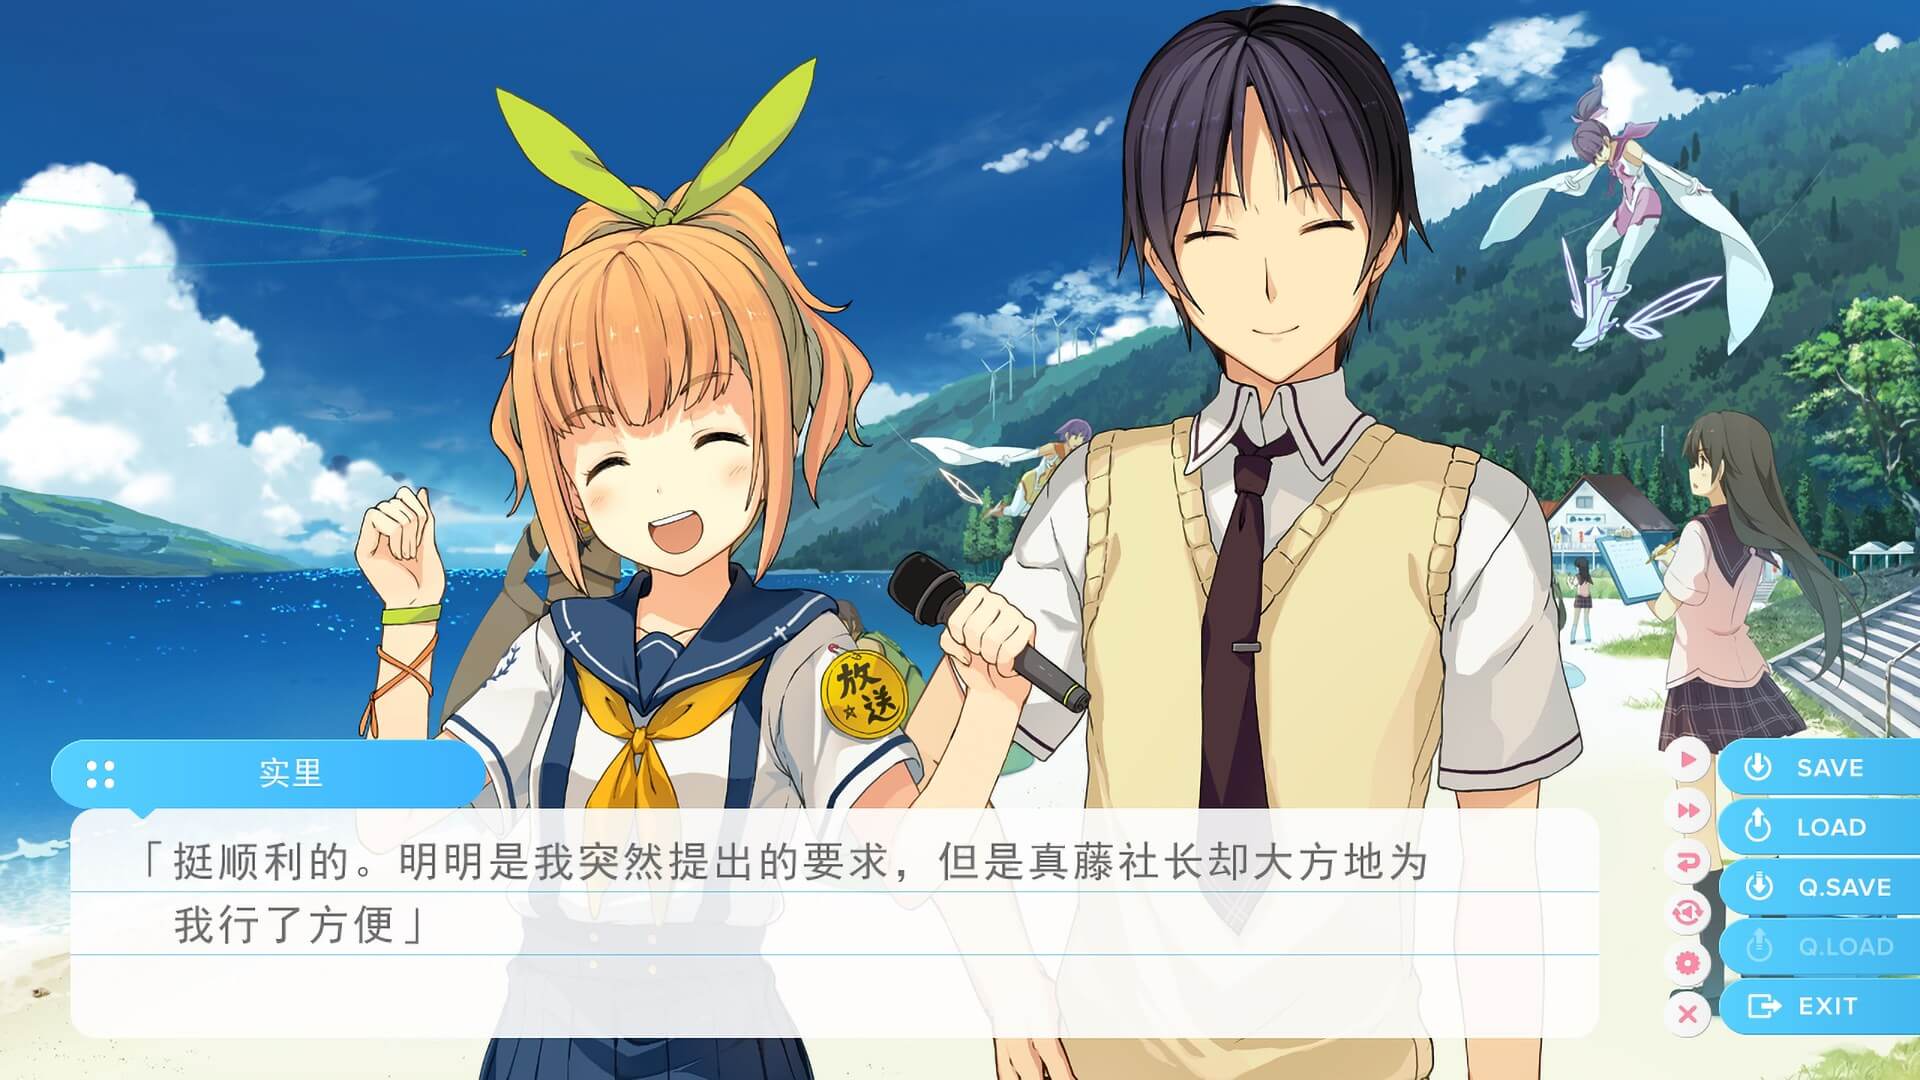 放送
实里
「挺顺利的。明明是我突然提出的要求，但是真藤社长却大方地为
我行了方便」
SAVE
LOAD
Q.SAVE
Q.LOAD
EXIT